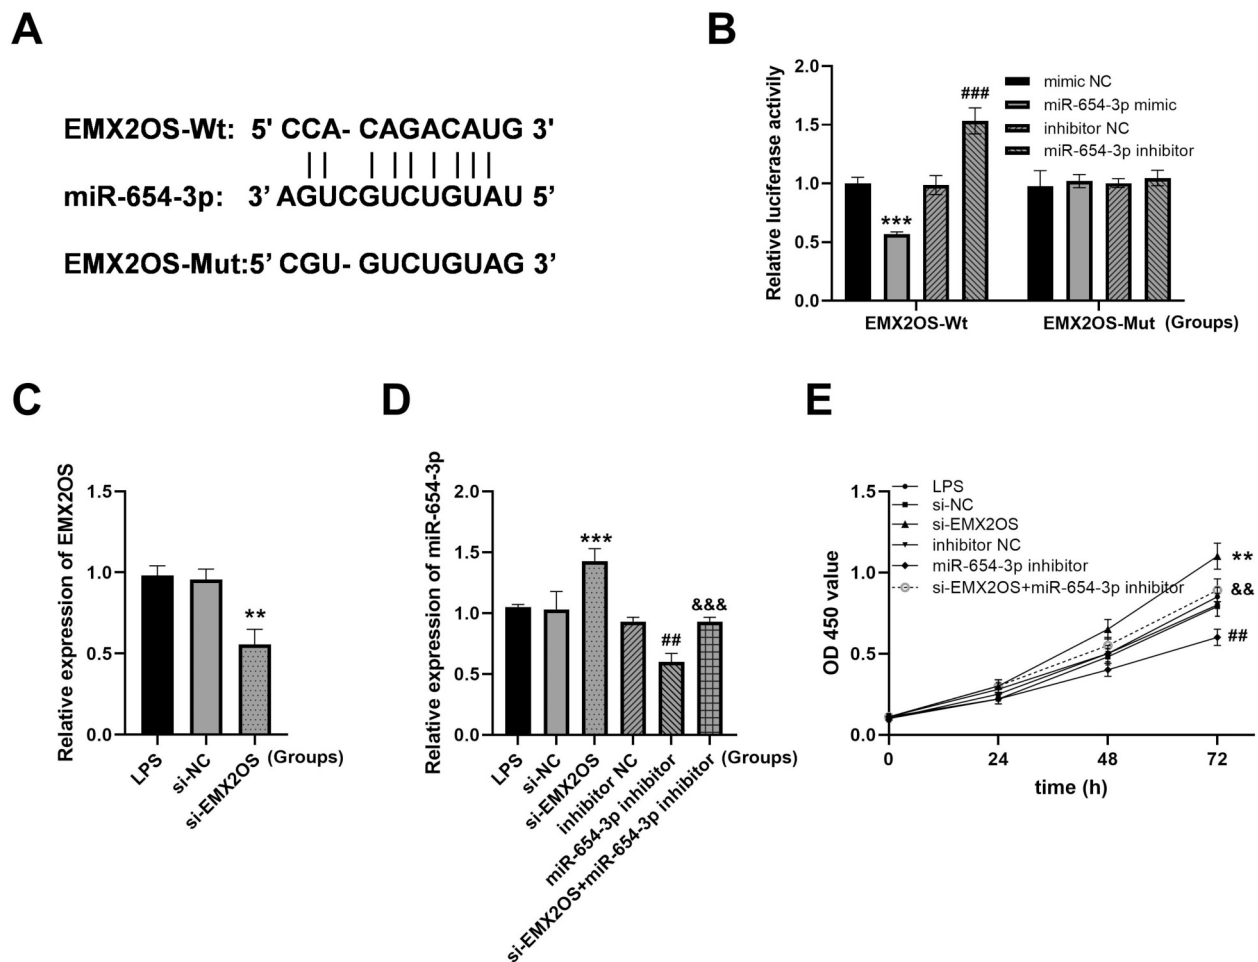 A
EMX2OS-Wt: 5' CCA- CAGACAUG 3'
miR-654-3p: 3’ AGUCGUCUGUAU 5’
EMX2OS-Mut:5’ CGU- GUCUGUAG 3’
B
Relative luciferase activily
2.0
1.5
1.0
0.5
0.0
***
###
mimic NC
miR-654-3p mimic
inhibitor NC
miR-654-3p inhibitor
EMX2OS-Wt
EMX2OS-Mut
(Groups)
C
Relative expression of EMX2OS
1.5
1.0
0.5
0.0
**
LPS
si-NC
si-EMX2OS
(Groups)
D
Relative expression of miR-654-3p
2.0
1.5
1.0
0.5
0.0
***
##
&&&
LPS
si-NC
si-EMX2OS
inhibitor NC
miR-654-3p inhibitor
si-EMX2OS+miR-654-3p inhibitor
(Groups)
E
OD 450 value
1.5
1.0
0.5
0.0
LPS
si-NC
si-EMX2OS
inhibitor NC
miR-654-3p inhibitor
si-EMX2OS+miR-654-3p inhibitor
**
&&
##
0
24
48
72
time (h)